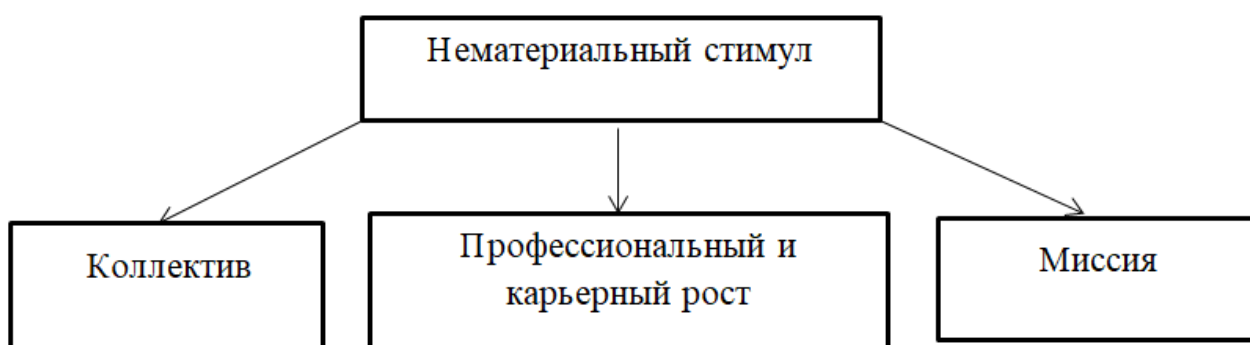 Нематериальный стимул
Коллектив
Профессиональный и
карьерный рост
Миссия